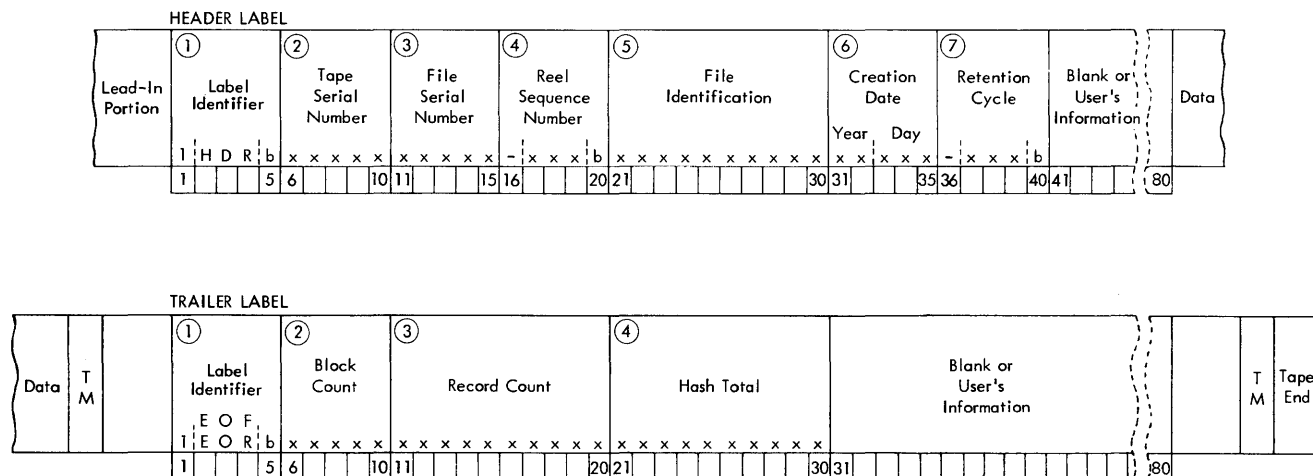 HEADER LABEL
① ② ③ ④ ⑤ ⑥ ⑦
Lead-In
Portion
Label
Identifier
1 H D R b
Tape
Serial
Number
x x x x x
File
Serial
Number
x x x x x
Reel
Sequence
Number
- x x x b
File
Identification
x x x x x x x x x x
Creation
Date
Year Day
x x x x x
Retention
Cycle
- x x x b
Blank or
User's
Information
Data
1 5 6 10 11 15 16 20 21 30 31 35 36 40 41 80
TRAILER LABEL
① ② ③ ④
Data
T
M
Label
Identifier
E O F
1 E O R b
Block
Count
x x x x x
Record Count
x x x x x x x x x x
Hash Total
x x x x x x x x x x
Blank or
User's
Information
T
M
Tape
End
1 5 6 10 11 20 21 30 31 80